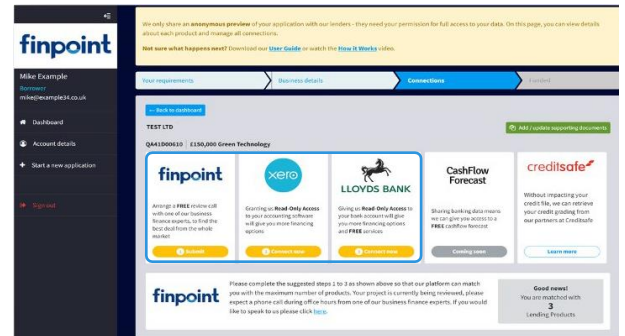 finpoint
Mike Example
Borrower
mike@example34.co.uk
Dashboard
Account details
Start a new application
Sign out
We only share an anonymous preview of your application with our lenders - they need your permission for full access to your data. On this page, you can view details
about each product and manage all connections.
Not sure what happens next? Download our User Guide or watch the How it Works video.
Your requirements
Business details
Connections
Funded
← Back to dashboard
TEST LTD
Add / update supporting documents
QA41D00610 | £150,000 Green Technology
finpoint
Arrange a FREE review call
with one of our business
finance experts, to find the
best deal from the whole
market
1 Submit
xero
Granting us Read-Only Access
to your accounting software
will give you more financing
options
2 Connect now
LLOYDS BANK
Giving us Read-Only Access to
your bank account will give
you more financing options
and FREE services
3 Connect now
CashFlow
Forecast
Sharing banking data means
we can give you access to a
FREE cashflow forecast
Coming soon
creditsafe
Without impacting your
credit file, we can retrieve
your credit grading from
our partners at Creditsafe
Learn more
finpoint
Please complete the suggested steps 1 to 3 as shown above so that our platform can match
you with the maximum number of products. Your project is currently being reviewed, please
expect a phone call during office hours from one of our business finance experts. If you would
like to speak to us please click here.
Good news!
You are matched with
3
Lending Products